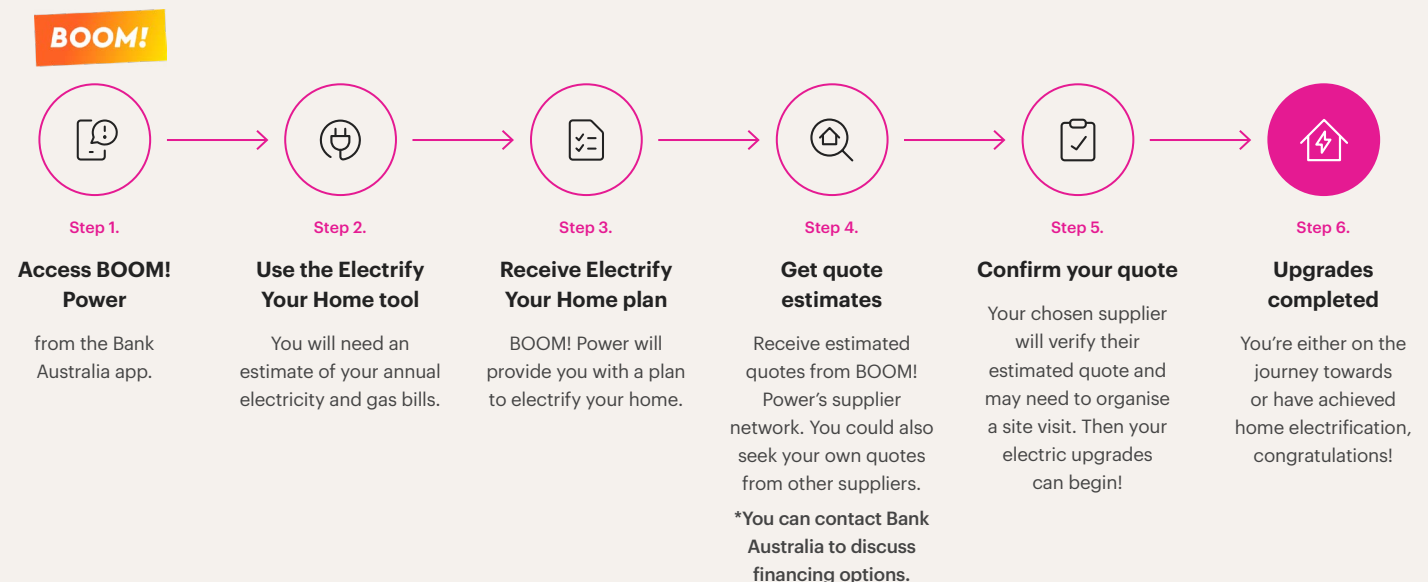 BOOM!
Step 1.
Access BOOM!
Power
from the Bank
Australia app.
Step 2.
Use the Electrify
Your Home tool
You will need an
estimate of your annual
electricity and gas bills.
Step 3.
Receive Electrify
Your Home plan
BOOM! Power will
provide you with a plan
to electrify your home.
Step 4.
Get quote
estimates
Receive estimated
quotes from BOOM!
Power’s supplier
network. You could also
seek your own quotes
from other suppliers.
*You can contact Bank
Australia to discuss
financing options.
Step 5.
Confirm your quote
Your chosen supplier
will verify their
estimated quote and
may need to organise
a site visit. Then your
electric upgrades
can begin!
Step 6.
Upgrades
completed
You’re either on the
journey towards
or have achieved
home electrification,
congratulations!